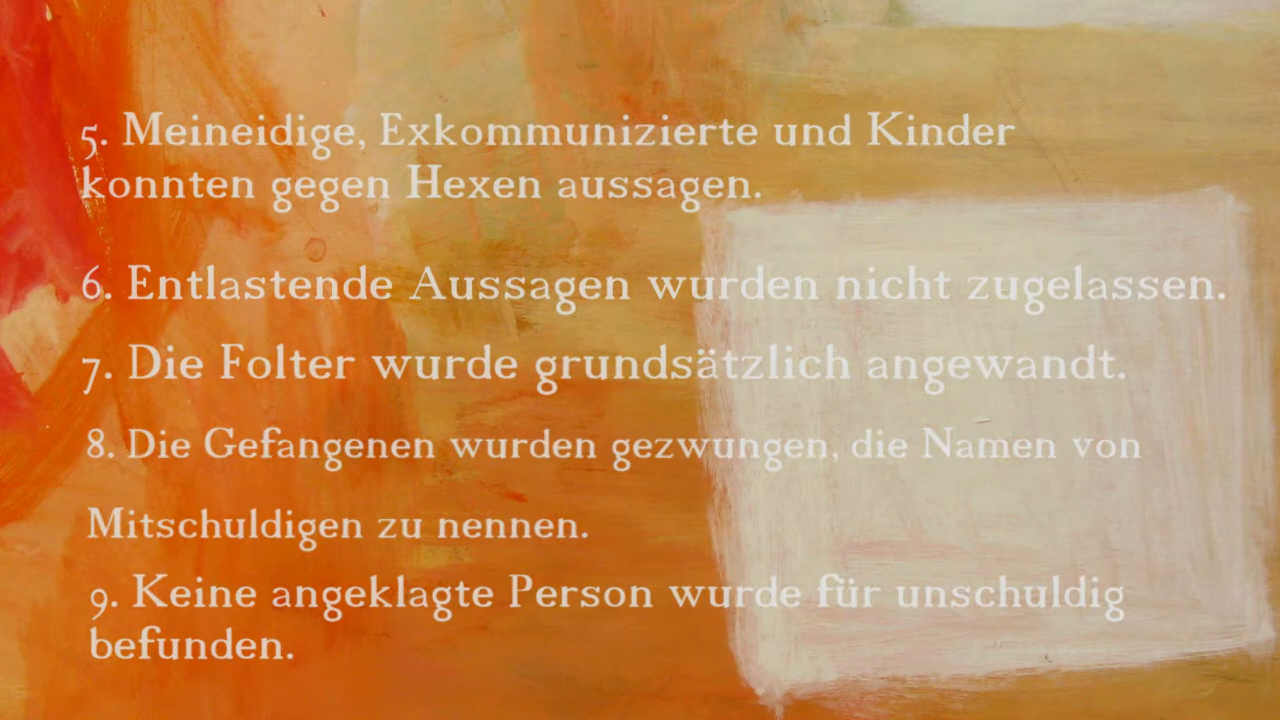 5. Meineidige, Exkommunizierte und Kinder
konnten gegen Hexen aussagen.
6. Entlastende Aussagen wurden nicht zugelassen.
7. Die Folter wurde grundsätzlich angewandt.
8. Die Gefangenen wurden gezwungen, die Namen von
Mitschuldigen zu nennen.
9. Keine angeklagte Person wurde für unschuldig
befunden.